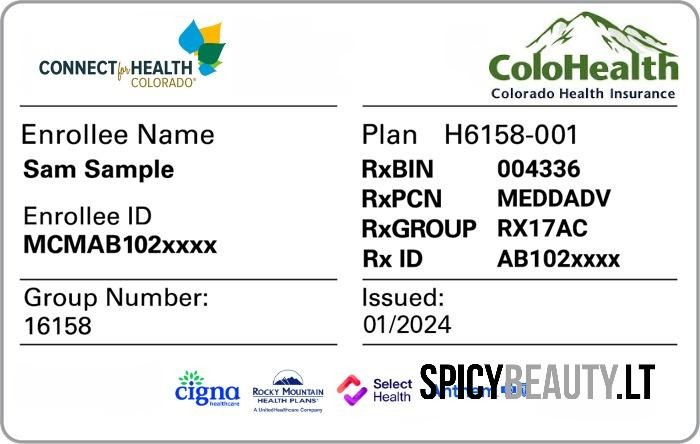 CONNECT for HEALTH
COLORADO®
ColoHealth
Colorado Health Insurance
Enrollee Name
Sam Sample
Enrollee ID
MCMAB102xxxx
Plan H6158-001
RxBIN 004336
RxPCN MEDDADV
RxGROUP RX17AC
Rx ID AB102xxxx
Group Number:
16158
Issued:
01/2024
cigna
healthcare
ROCKY MOUNTAIN
HEALTH PLANS®
A UnitedHealthcare Company
Select
Health
SPICYBEAUTY.LT